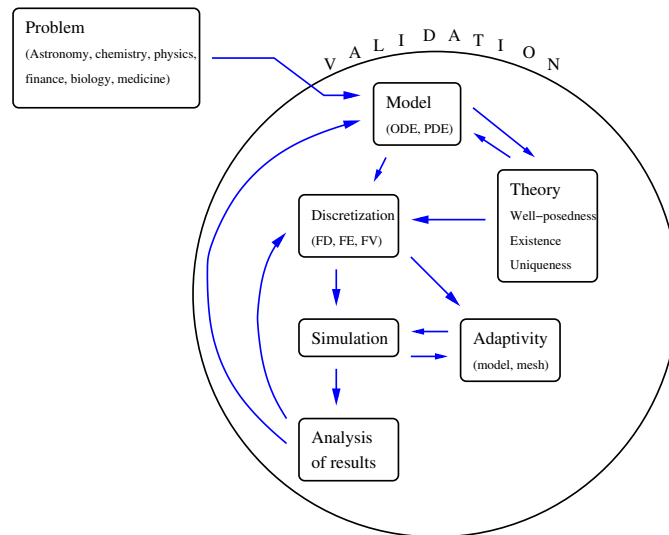 Problem
(Astronomy, chemistry, physics,
finance, biology, medicine)
VALIDATION
Model
(ODE, PDE)
Theory
Well-posedness
Existence
Uniqueness
Discretization
(FD, FE, FV)
Simulation
Adaptivity
(model, mesh)
Analysis
of results